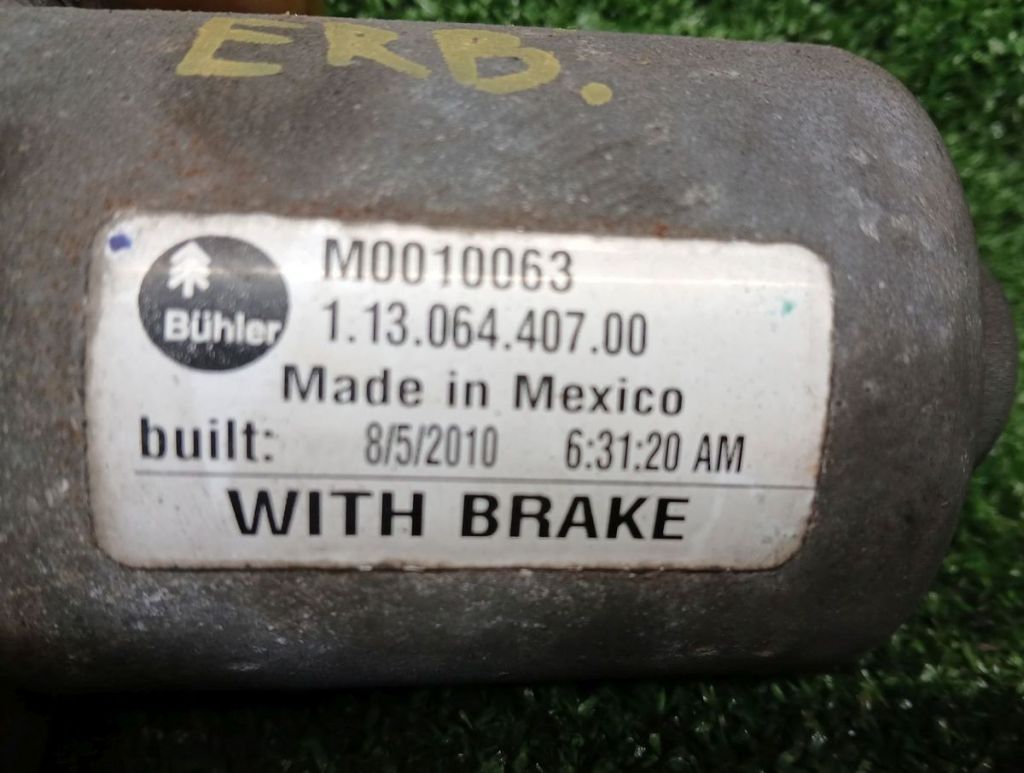 ERB.
Bühler
M0010063
1.13.064.407.00
Made in Mexico
built: 8/5/2010 6:31:20 AM
WITH BRAKE